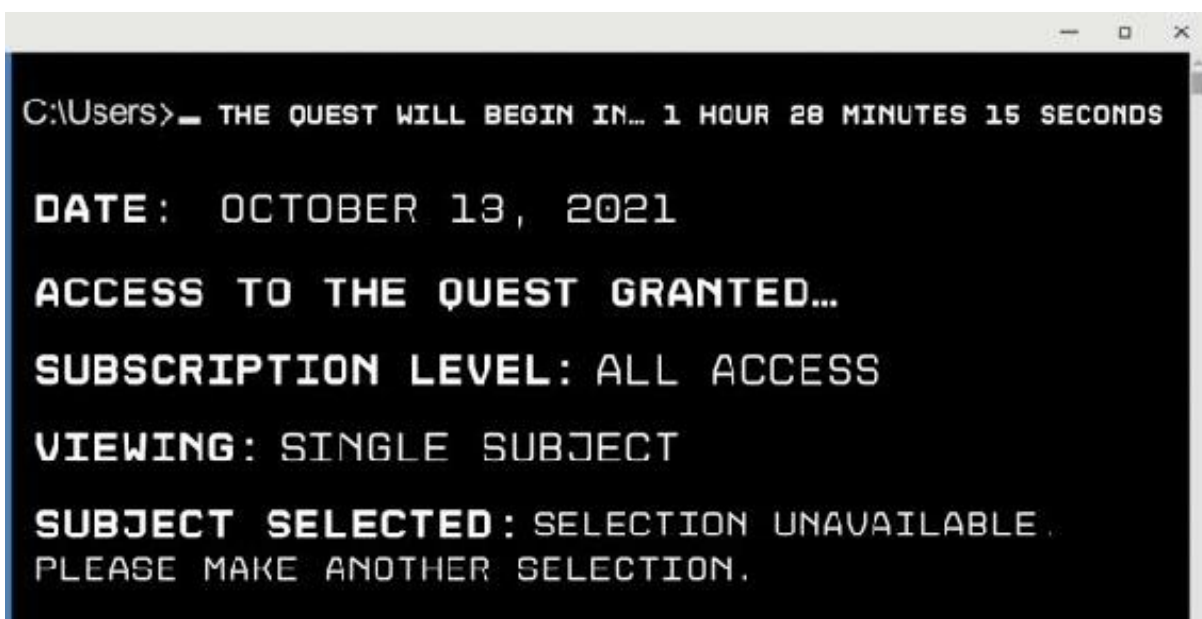 C:\Users>_ THE QUEST WILL BEGIN IN… 1 HOUR 28 MINUTES 15 SECONDS
DATE: OCTOBER 13, 2021
ACCESS TO THE QUEST GRANTED…
SUBSCRIPTION LEVEL: ALL ACCESS
VIEWING: SINGLE SUBJECT
SUBJECT SELECTED: SELECTION UNAVAILABLE.
PLEASE MAKE ANOTHER SELECTION.